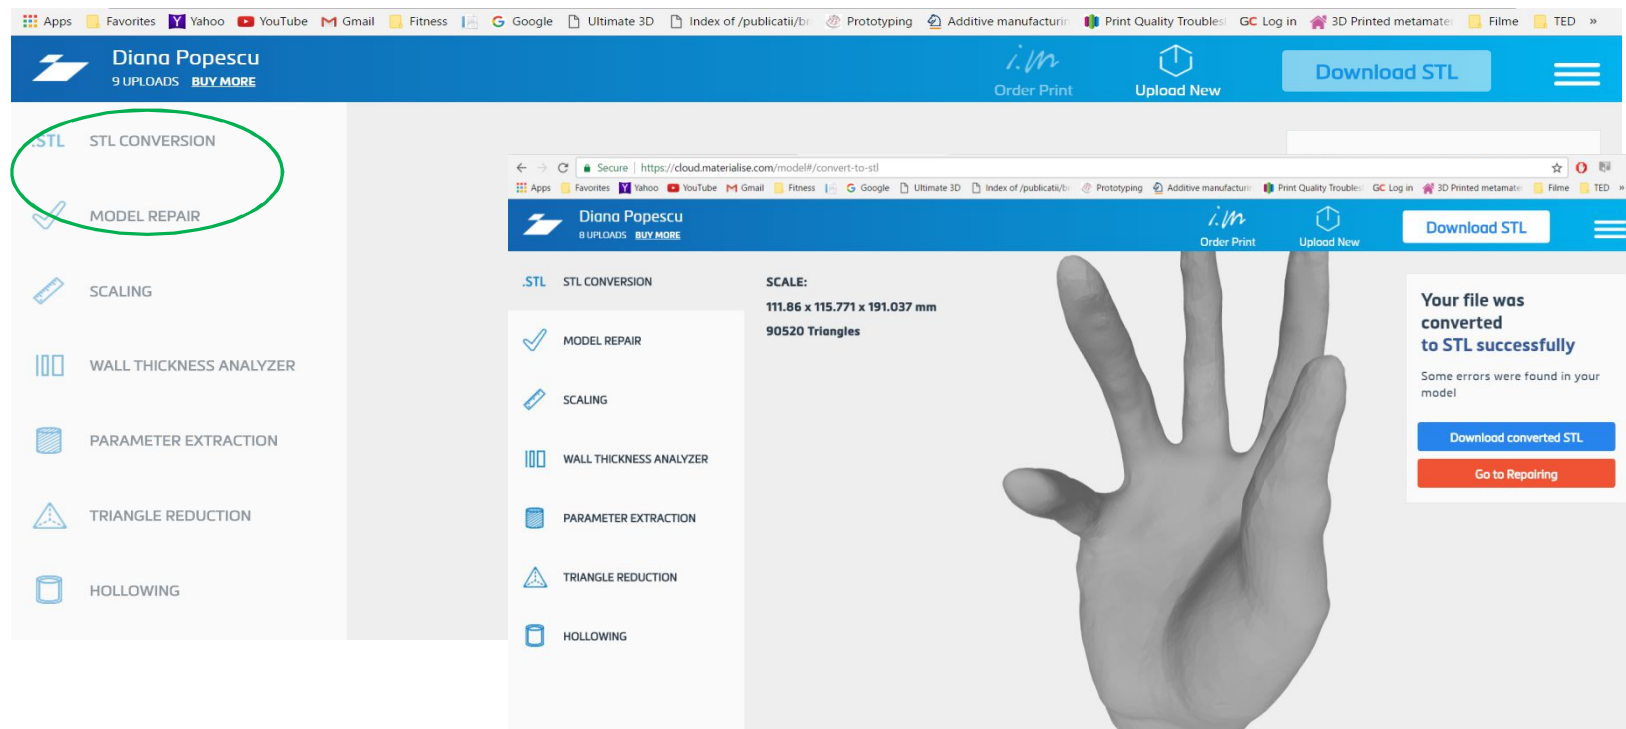 Apps Favorites Yahoo YouTube Gmail Fitness Google Ultimate 3D Index of /publicatii/br Prototyping Additive manufacturin Print Quality Troubles GC Log in 3D Printed metamate Filme TED »
Diana Popescu
9 UPLOADS BUY MORE
i.m
Order Print
Upload New
Download STL
.STL STL CONVERSION
MODEL REPAIR
SCALING
WALL THICKNESS ANALYZER
PARAMETER EXTRACTION
TRIANGLE REDUCTION
HOLLOWING
Secure | https://cloud.materialise.com/model#/convert-to-stl
Apps Favorites Yahoo YouTube Gmail Fitness Google Ultimate 3D Index of /publicatii/br Prototyping Additive manufacturin Print Quality Troubles GC Log in 3D Printed metamate Filme TED »
Diana Popescu
8 UPLOADS BUY MORE
i.m
Order Print
Upload New
Download STL
.STL STL CONVERSION
MODEL REPAIR
SCALING
WALL THICKNESS ANALYZER
PARAMETER EXTRACTION
TRIANGLE REDUCTION
HOLLOWING
SCALE:
111.86 x 115.771 x 191.037 mm
90520 Triangles
Your file was
converted
to STL successfully
Some errors were found in your
model
Download converted STL
Go to Repairing